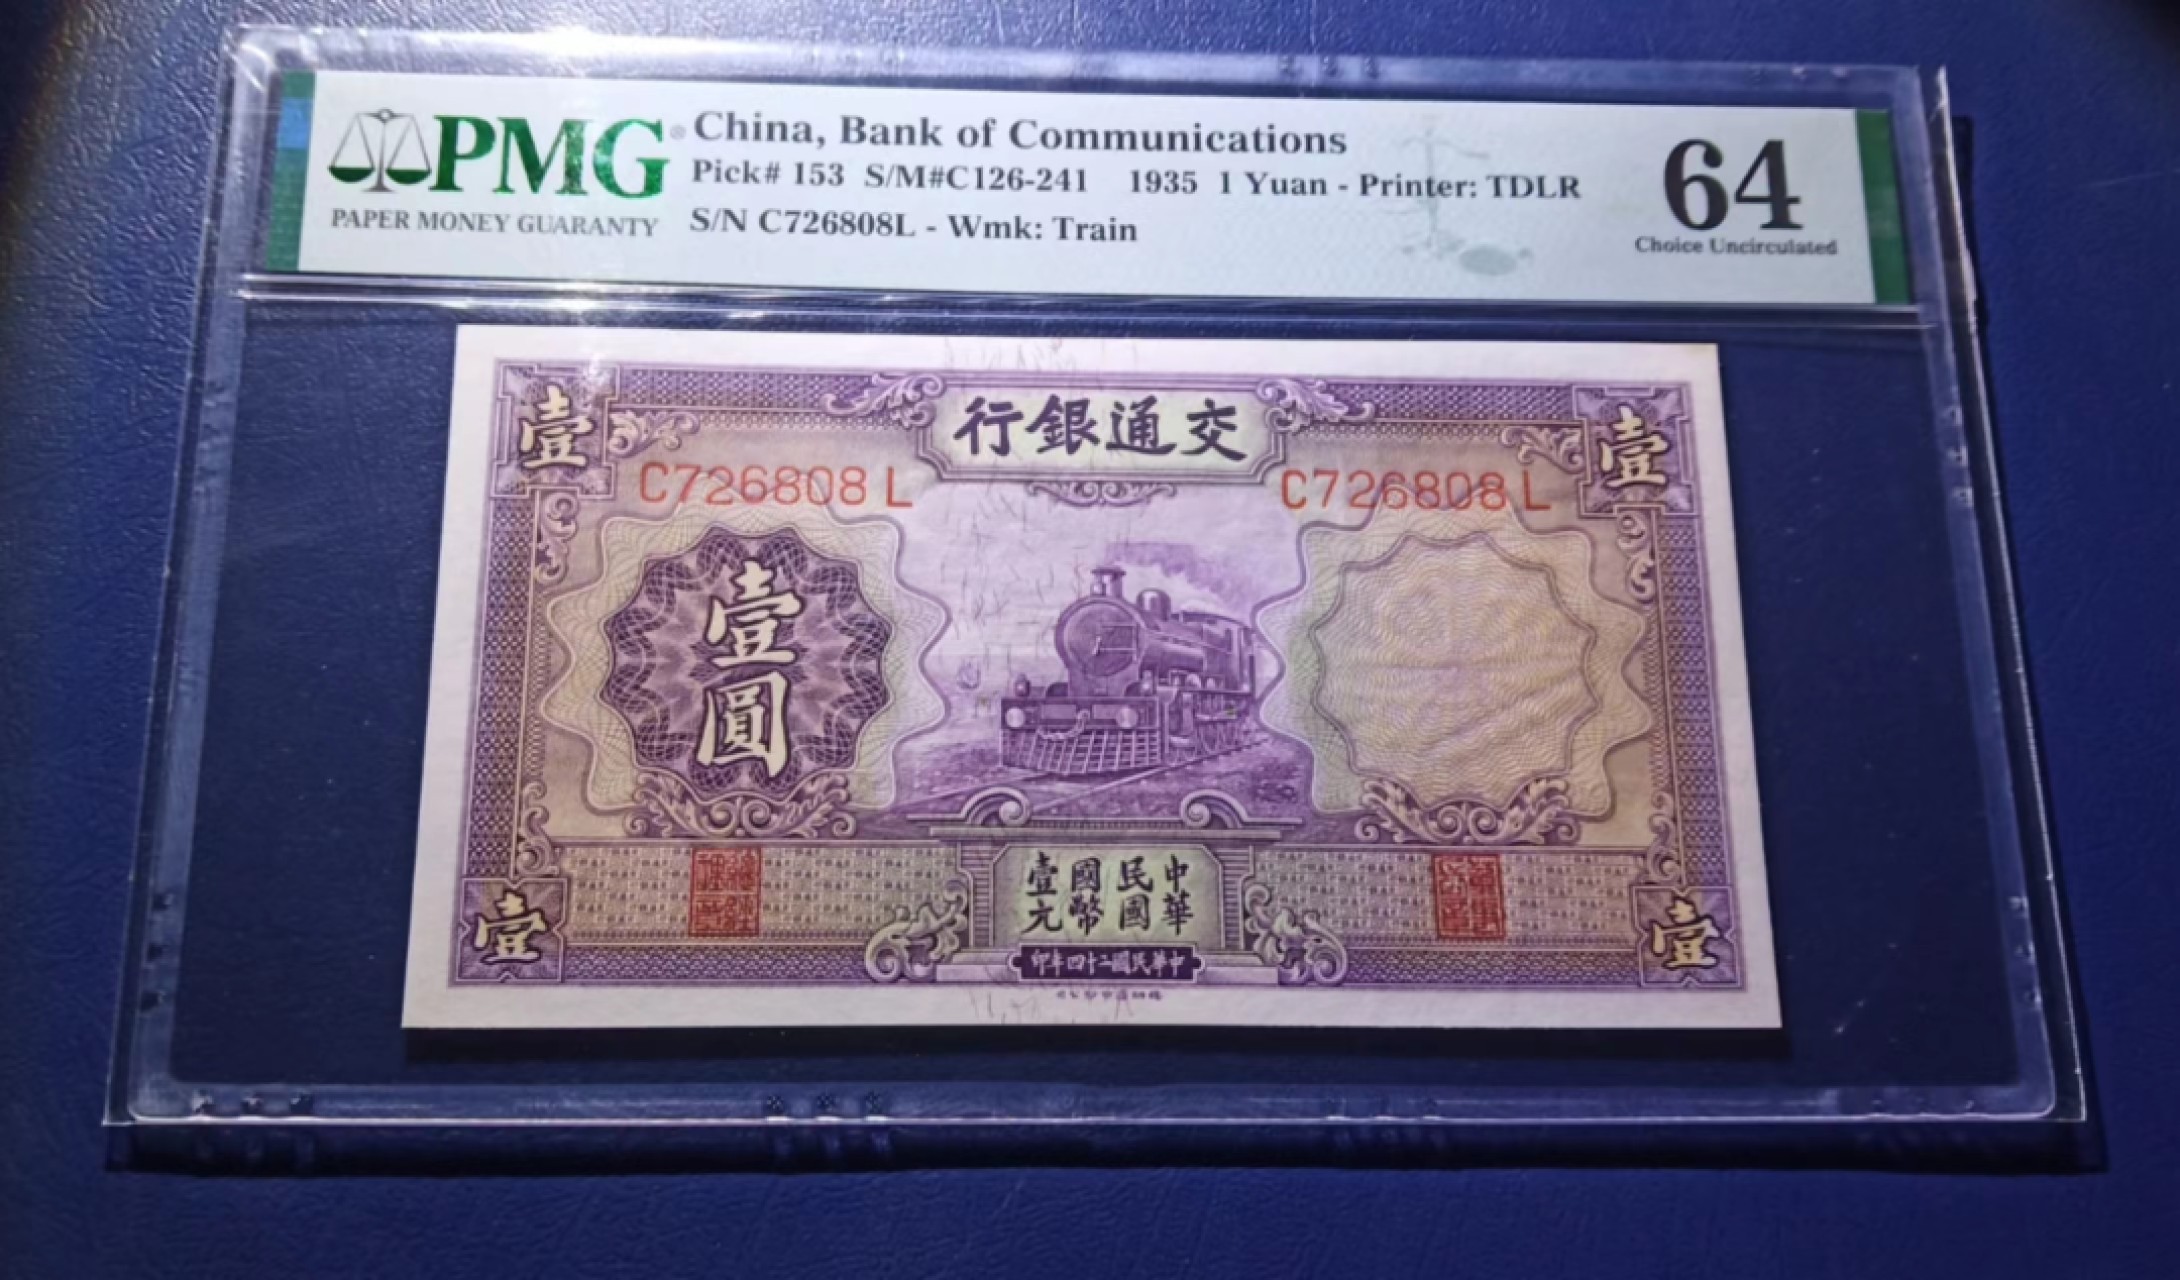 PMG®
PAPER MONEY GUARANTY
China, Bank of Communications
Pick# 153 S/M#C126-241 1935 1 Yuan - Printer: TDLR
S/N C726808L - Wmk: Train
64
Choice Uncirculated
行銀通交
壹
壹
C726808 L
C726808 L
壹圓
中華民國國幣壹元
印年四十二國民華中
壹
壹